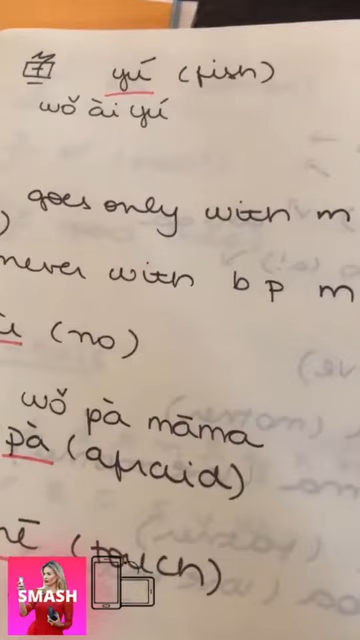 yú (fish)
wǒ ài yú
goes only with m
never with b p m
(no)
wǒ pà māma
pà (afraid)
SMASH